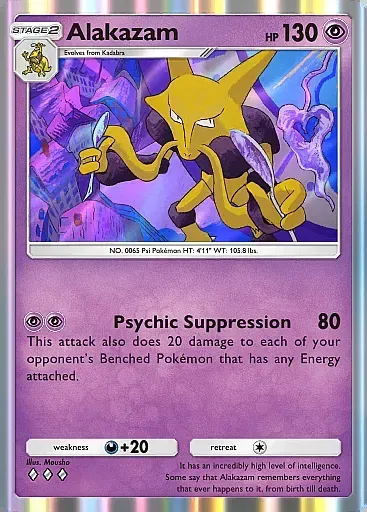 STAGE 2 Alakazam HP 130
Evolves from Kadabra
NO. 0065 Psi Pokémon HT: 4'11" WT: 105.8 lbs.
Psychic Suppression 80
This attack also does 20 damage to each of your
opponent's Benched Pokémon that has any Energy
attached.
weakness +20 retreat
Illus. Mousho
It has an incredibly high level of intelligence.
Some say that Alakazam remembers everything
that ever happens to it, from birth till death.